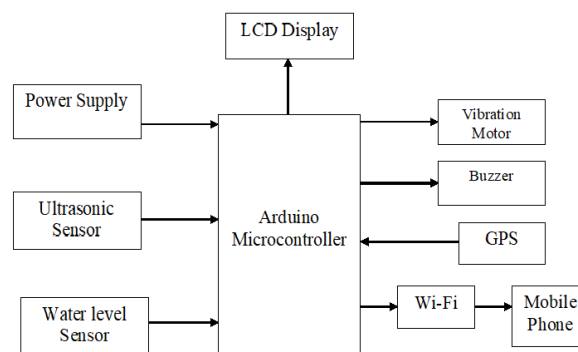 LCD Display
Power Supply
Vibration
Motor
Buzzer
Ultrasonic
Sensor
Arduino
Microcontroller
GPS
Water level
Sensor
Wi-Fi
Mobile
Phone